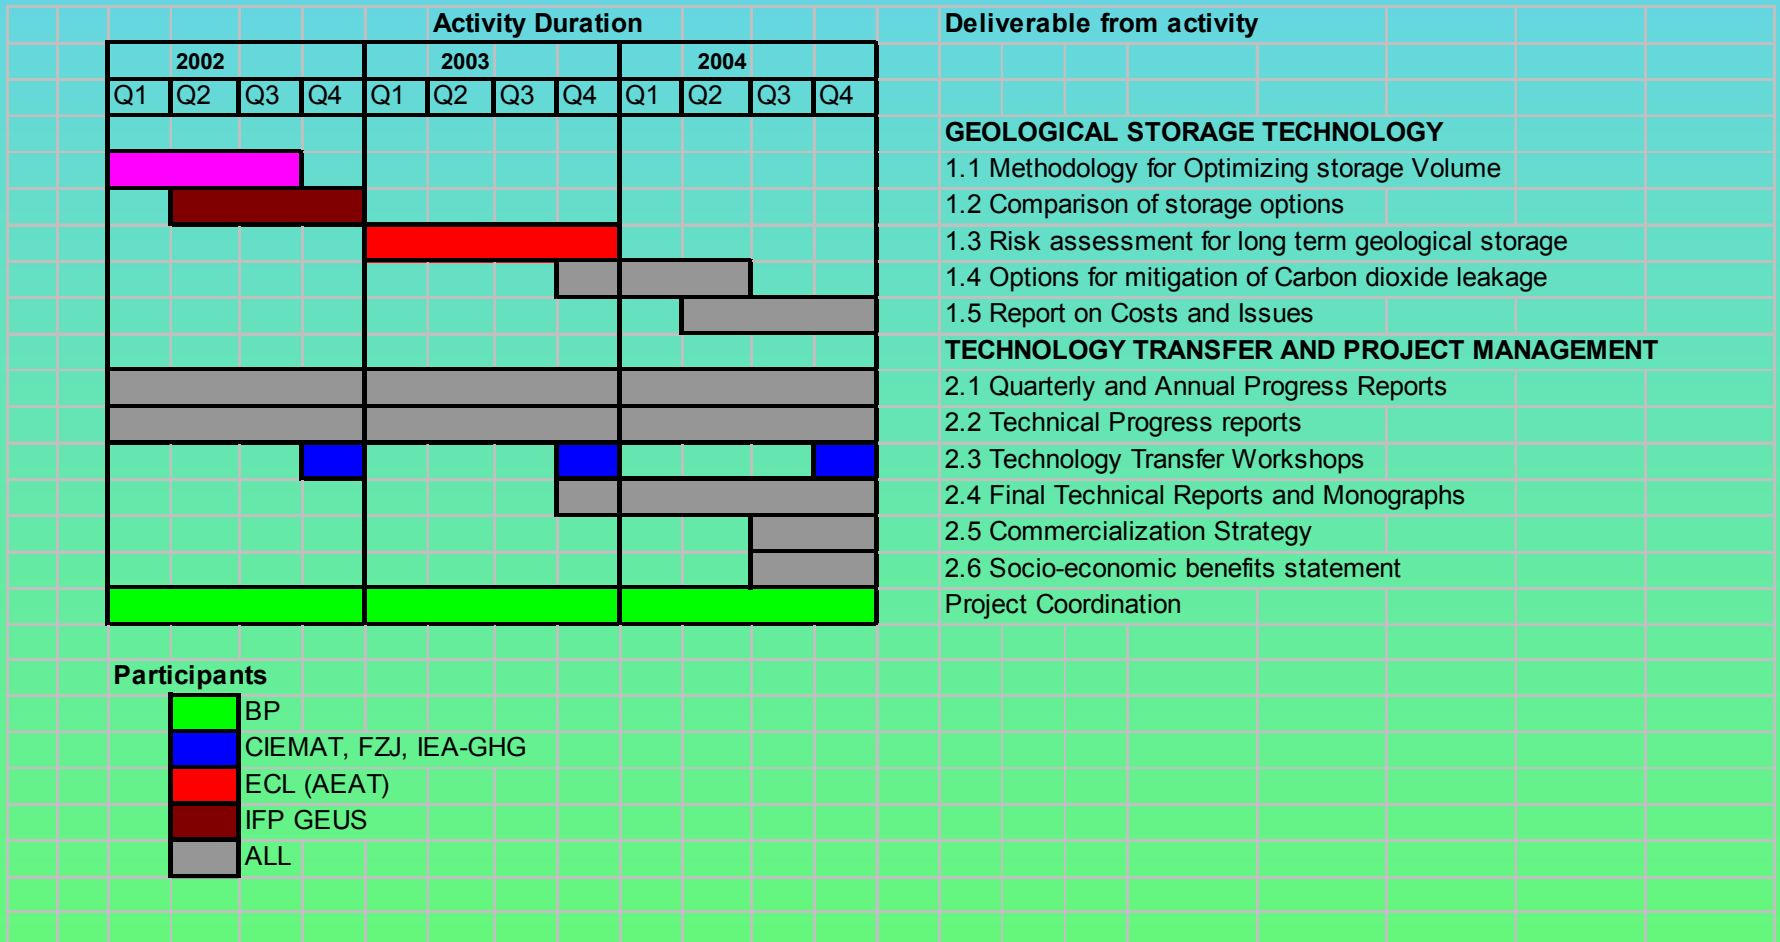 Activity Duration Deliverable from activity
2002 2003 2004
Q1 Q2 Q3 Q4 Q1 Q2 Q3 Q4 Q1 Q2 Q3 Q4
GEOLOGICAL STORAGE TECHNOLOGY
1.1 Methodology for Optimizing storage Volume
1.2 Comparison of storage options
1.3 Risk assessment for long term geological storage
1.4 Options for mitigation of Carbon dioxide leakage
1.5 Report on Costs and Issues
TECHNOLOGY TRANSFER AND PROJECT MANAGEMENT
2.1 Quarterly and Annual Progress Reports
2.2 Technical Progress reports
2.3 Technology Transfer Workshops
2.4 Final Technical Reports and Monographs
2.5 Commercialization Strategy
2.6 Socio-economic benefits statement
Project Coordination
Participants
BP
CIEMAT, FZJ, IEA-GHG
ECL (AEAT)
IFP GEUS
ALL